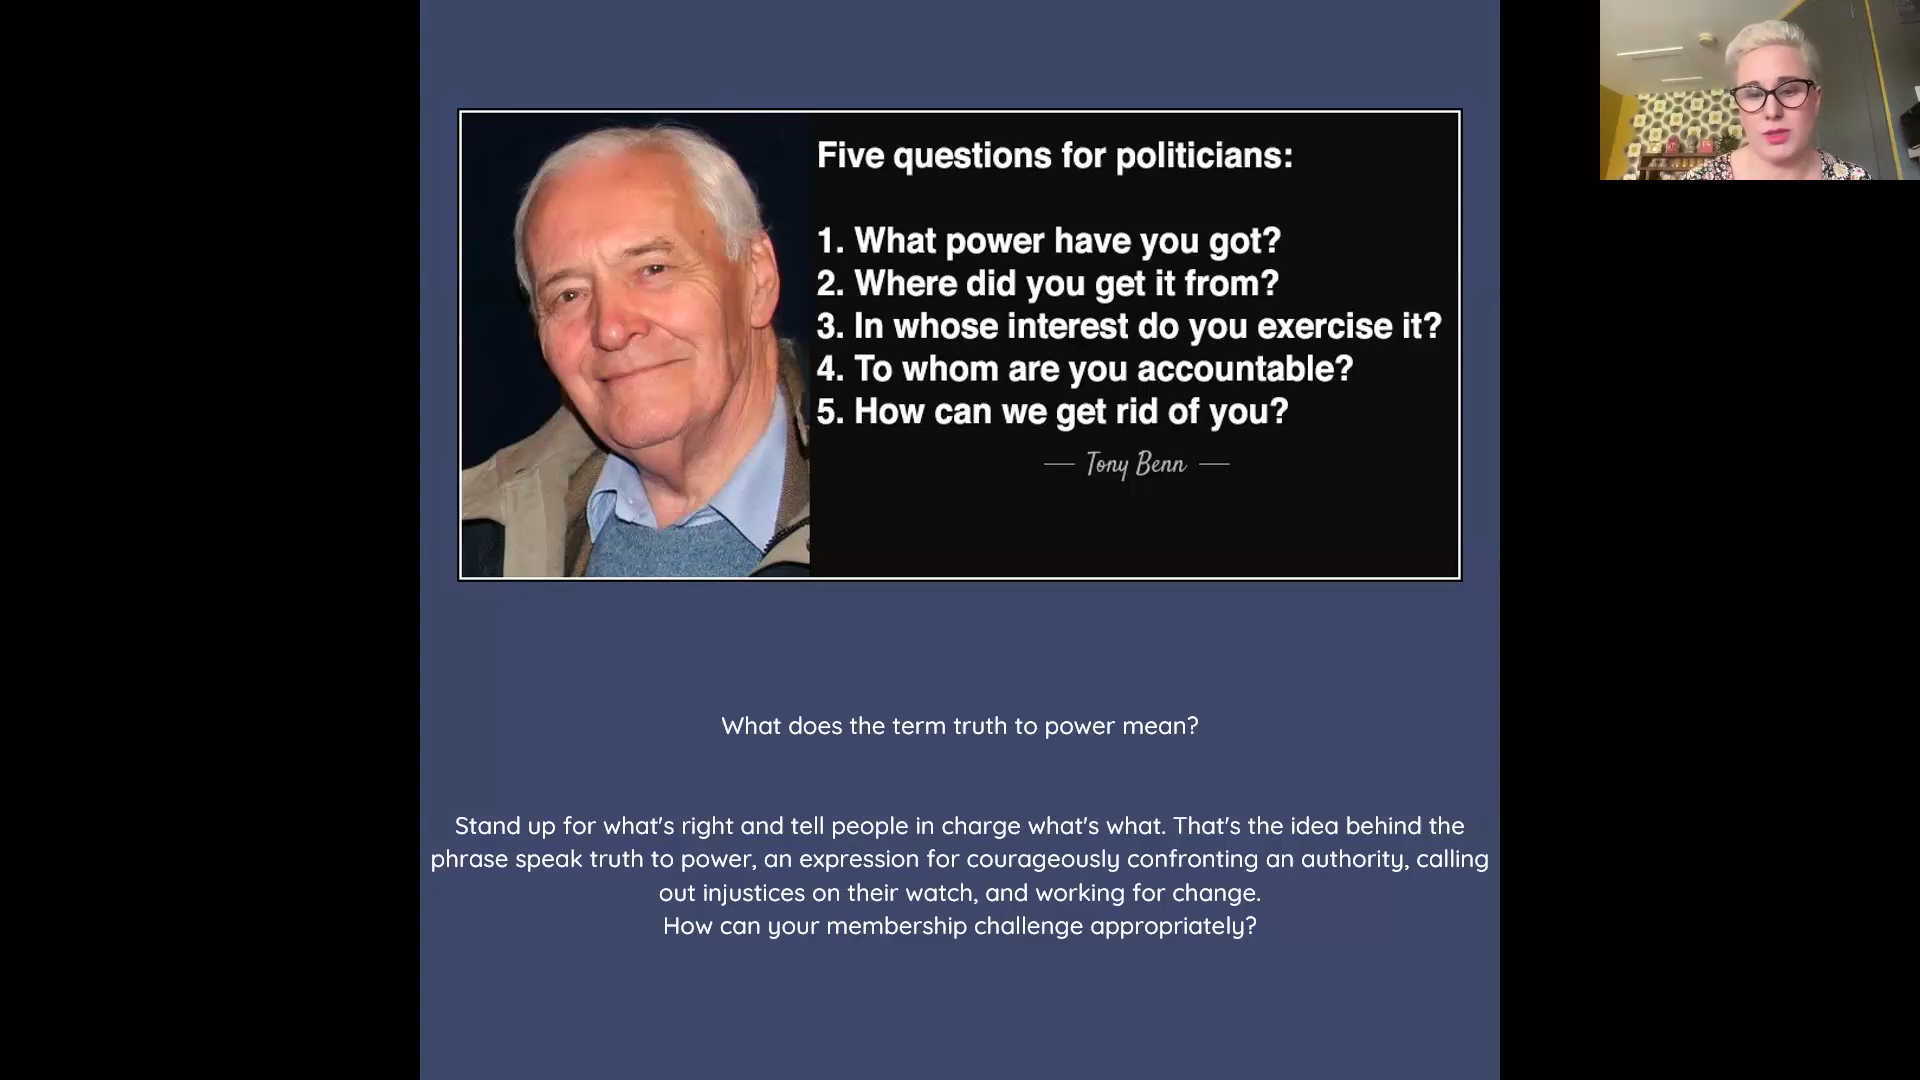 Five questions for politicians:
1. What power have you got?
2. Where did you get it from?
3. In whose interest do you exercise it?
4. To whom are you accountable?
5. How can we get rid of you?
— Tony Benn —
What does the term truth to power mean?
Stand up for what's right and tell people in charge what's what. That's the idea behind the
phrase speak truth to power, an expression for courageously confronting an authority, calling
out injustices on their watch, and working for change.
How can your membership challenge appropriately?